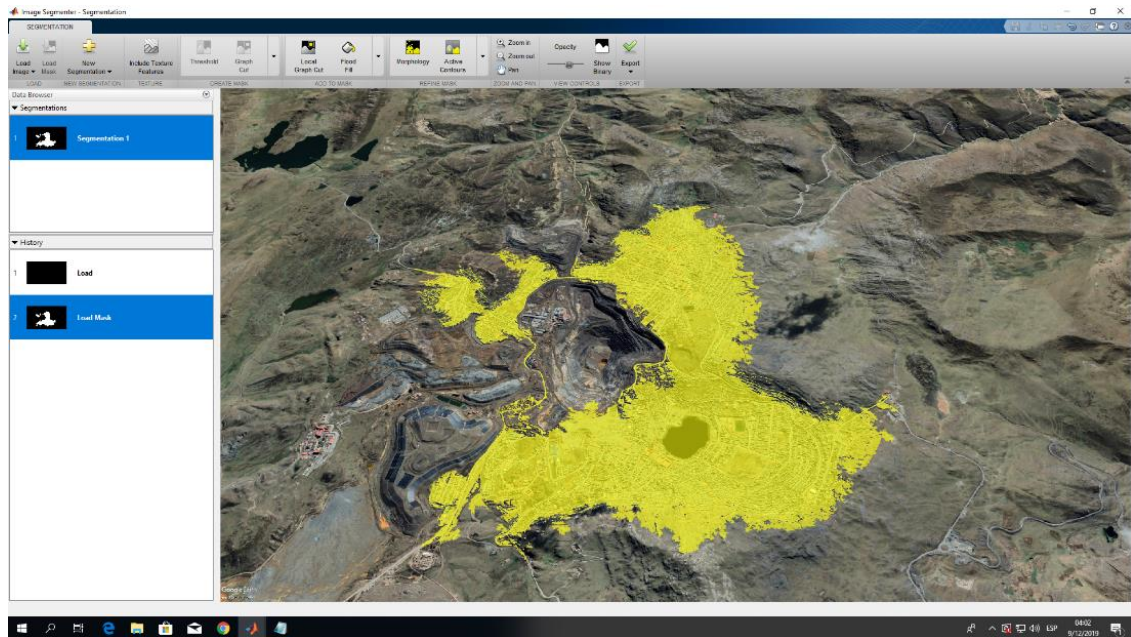 Image Segmenter - Segmentation
SEGMENTATION
Load Image
Load Mask
New Segmentation
Include Texture Features
Threshold
Graph Cut
Local Graph Cut
Flood Fill
Morphology
Active Contours
Zoom in
Zoom out
Pan
Opacity
Show Binary
Export
LOAD
NEW SEGMENTATION
TEXTURE
CREATE MASK
ADD TO MASK
REFINE MASK
ZOOM AND PAN
VIEW CONTROLS
EXPORT
Data Browser
Segmentations
1
Segmentation 1
History
1
Load
2
Load Mask
Google Earth
ESP
04:02
9/12/2019